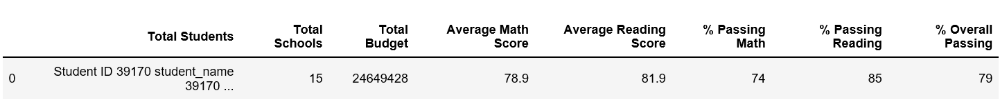 Total Students Total Schools Total Budget Average Math Score Average Reading Score % Passing Math % Passing Reading % Overall Passing
0 Student ID 39170 student_name 39170 ... 15 24649428 78.9 81.9 74 85 79